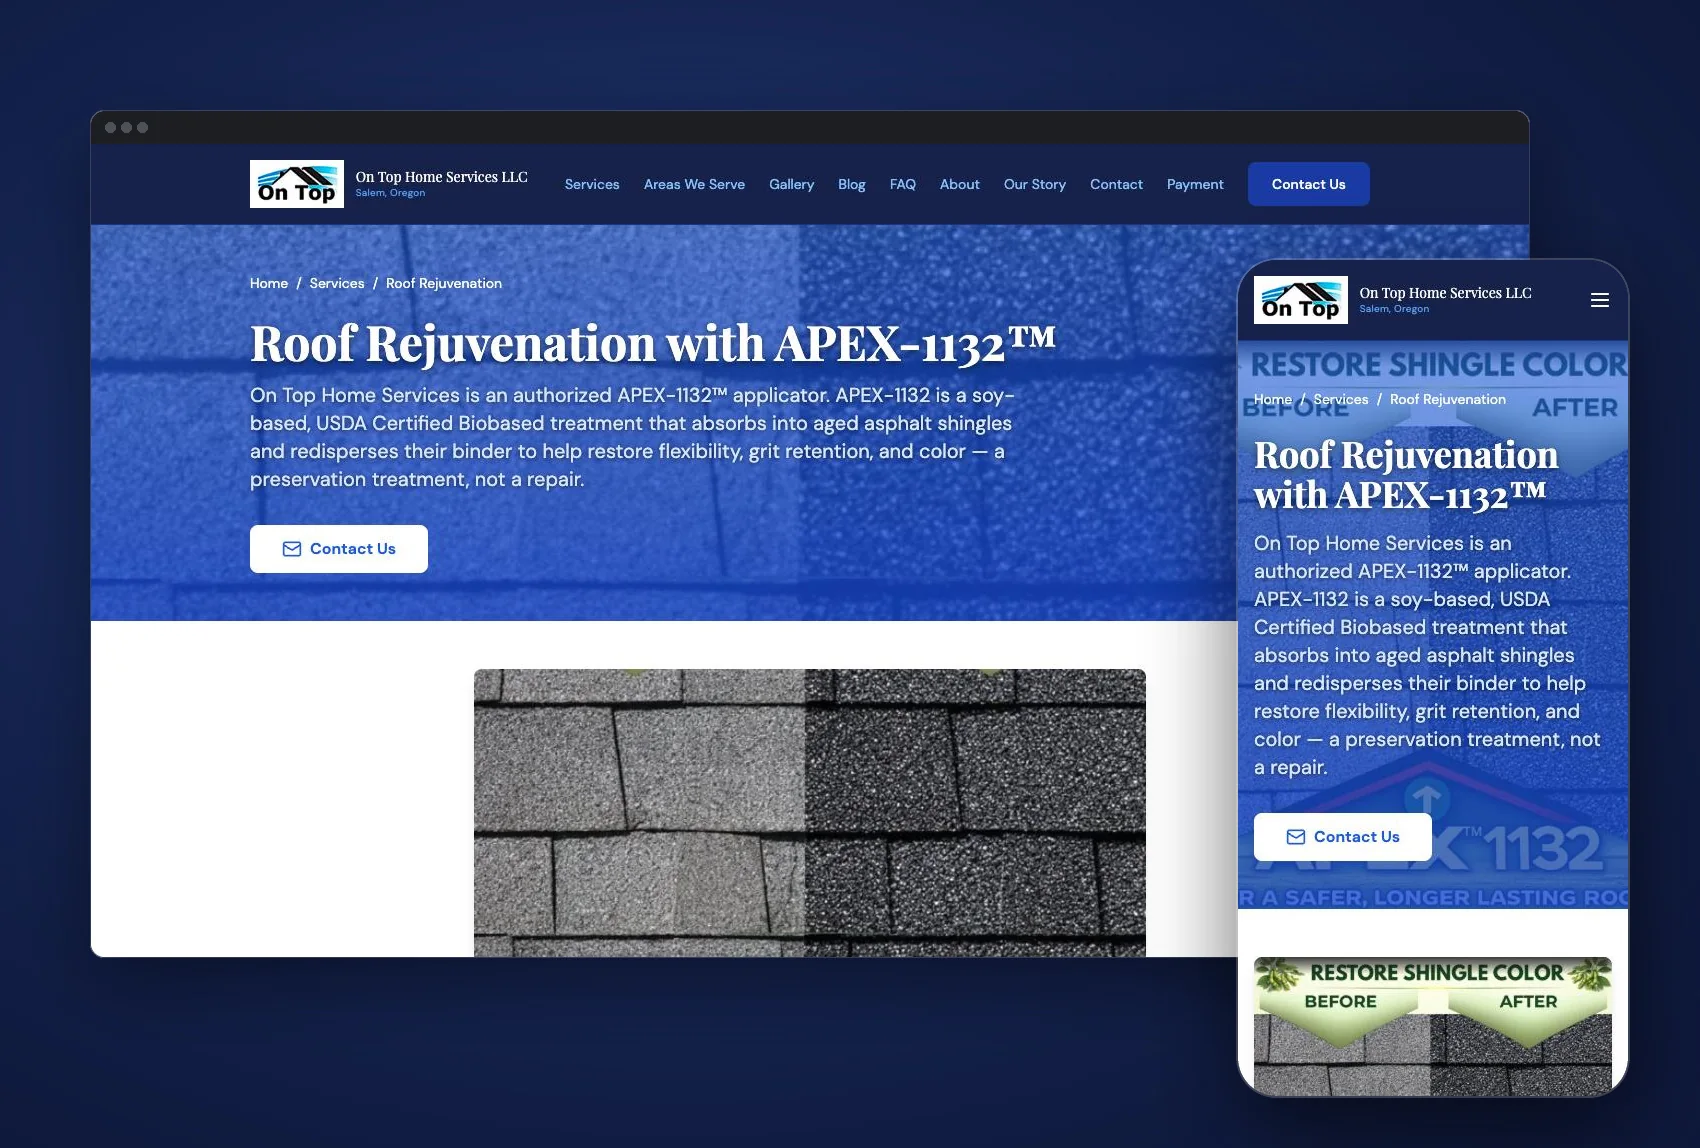 On Top
On Top Home Services LLC
Salem, Oregon
Services
Areas We Serve
Gallery
Blog
FAQ
About
Our Story
Contact
Payment
Contact Us
Home / Services / Roof Rejuvenation
Roof Rejuvenation with APEX-1132™
On Top Home Services is an authorized APEX-1132™ applicator. APEX-1132 is a soy-
based, USDA Certified Biobased treatment that absorbs into aged asphalt shingles
and redisperses their binder to help restore flexibility, grit retention, and color — a
preservation treatment, not a repair.
Contact Us
On Top
On Top Home Services LLC
Salem, Oregon
RESTORE SHINGLE COLOR
Home / Services / Roof Rejuvenation
BEFORE
AFTER
Roof Rejuvenation
with APEX-1132™
On Top Home Services is an
authorized APEX-1132™ applicator.
APEX-1132 is a soy-based, USDA
Certified Biobased treatment that
absorbs into aged asphalt shingles
and redisperses their binder to help
restore flexibility, grit retention, and
color — a preservation treatment, not
a repair.
Contact Us
APEX™1132
R A SAFER, LONGER LASTING ROO
RESTORE SHINGLE COLOR
BEFORE
AFTER